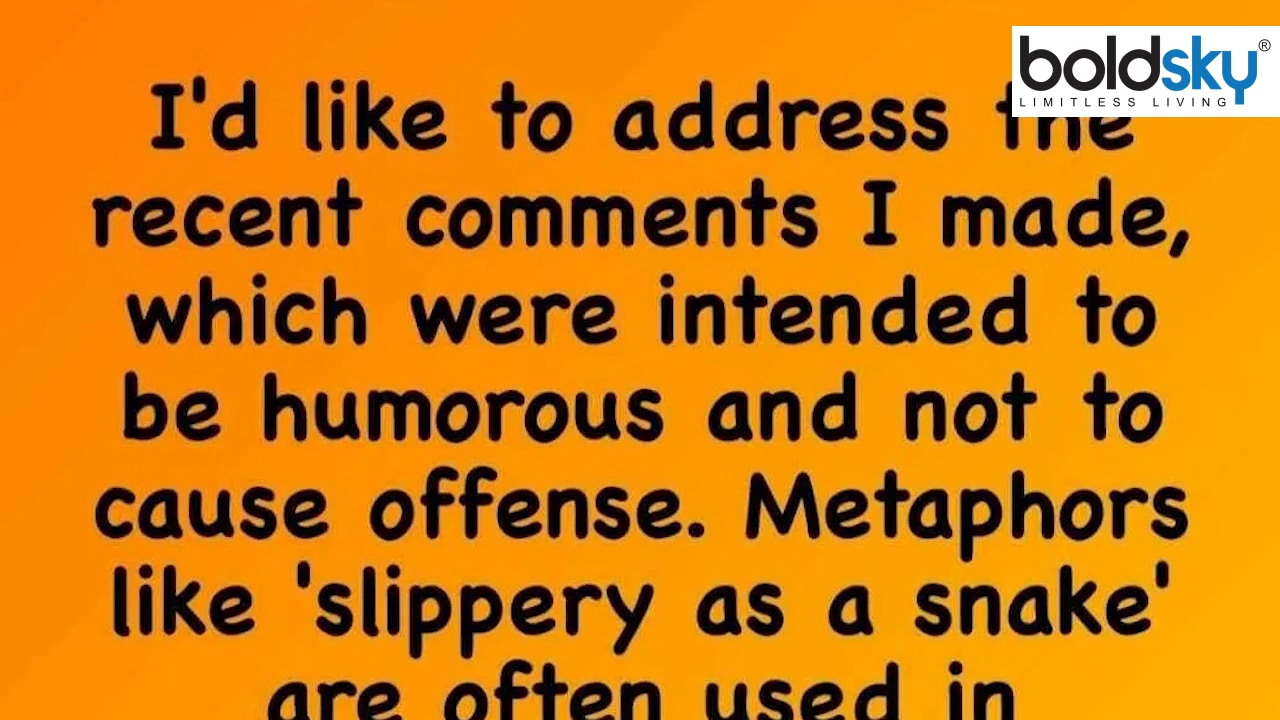 boldsky®
LIMITLESS LIVING
I'd like to address the
recent comments I made,
which were intended to
be humorous and not to
cause offense. Metaphors
like 'slippery as a snake'
are often used in